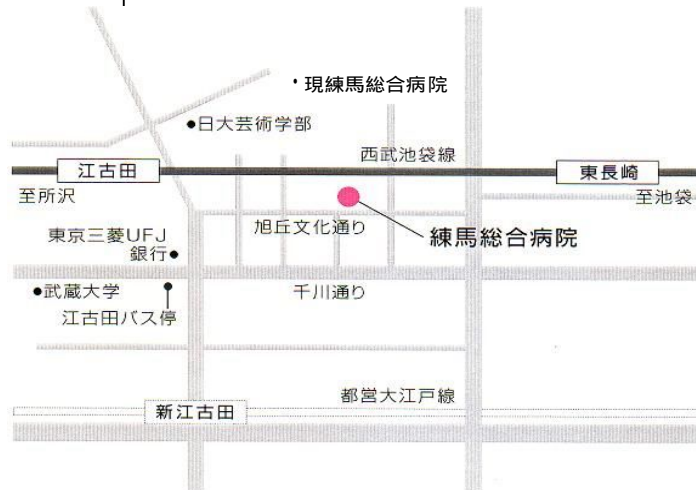 ・現練馬総合病院
●日大芸術学部
西武池袋線
江古田
東長崎
至所沢
至池袋
旭丘文化通り
練馬総合病院
東京三菱UFJ
銀行●
●武蔵大学
千川通り
江古田バス停
都営大江戸線
新江古田